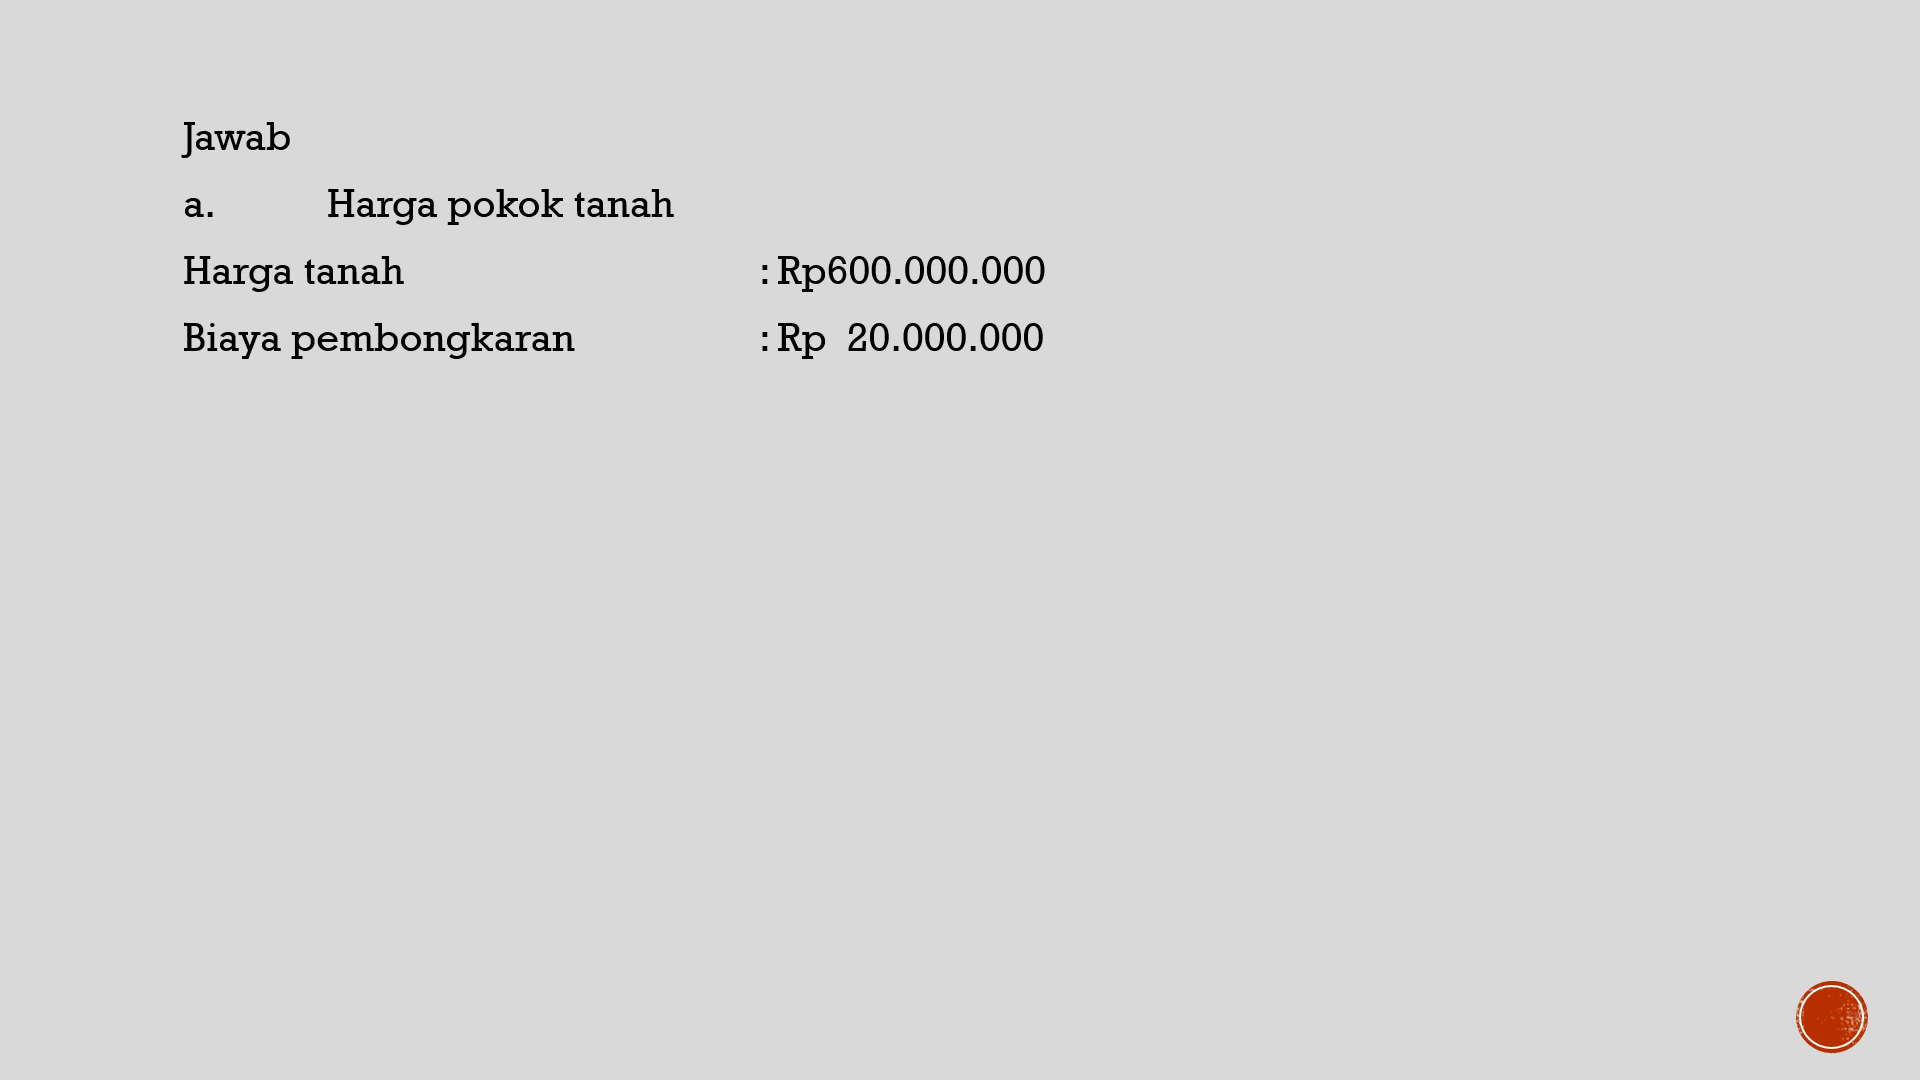 Jawab
a. Harga pokok tanah
Harga tanah : Rp600.000.000
Biaya pembongkaran : Rp 20.000.000